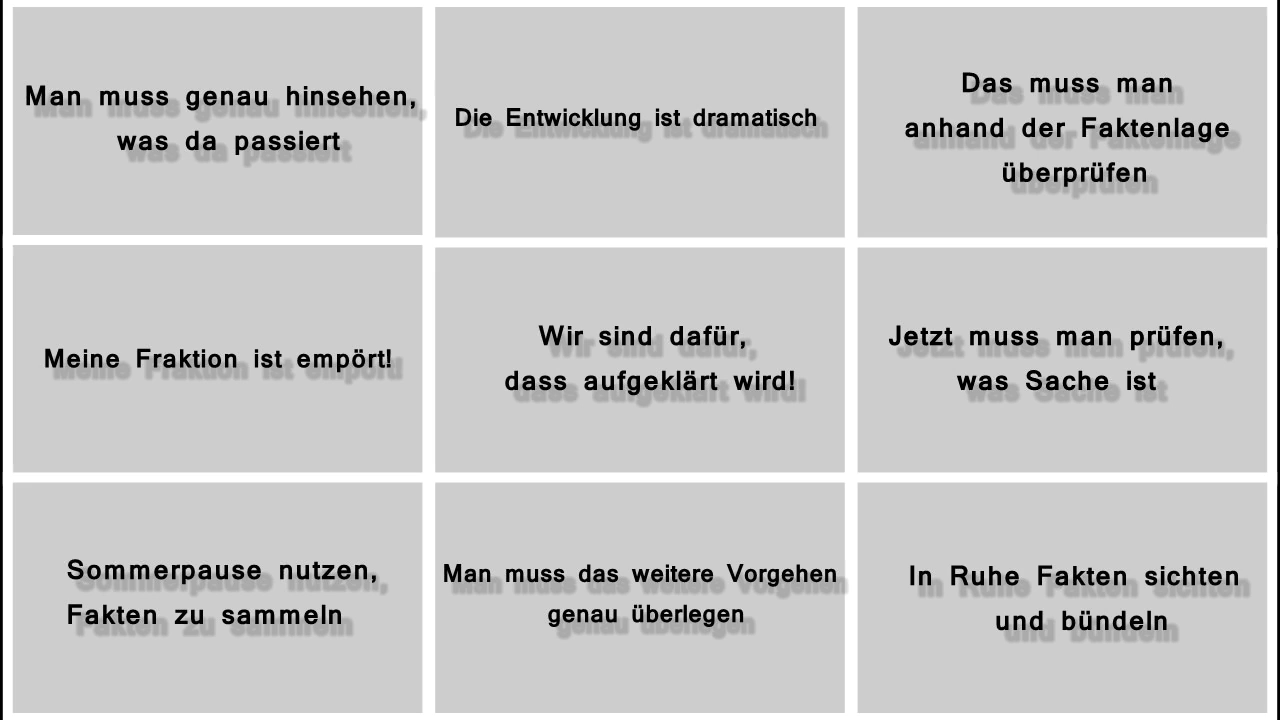 Man muss genau hinsehen,
was da passiert
Die Entwicklung ist dramatisch
Das muss man
anhand der Faktenlage
überprüfen
Meine Fraktion ist empört!
Wir sind dafür,
dass aufgeklärt wird!
Jetzt muss man prüfen,
was Sache ist
Sommerpause nutzen,
Fakten zu sammeln
Man muss das weitere Vorgehen
genau überlegen
In Ruhe Fakten sichten
und bündeln